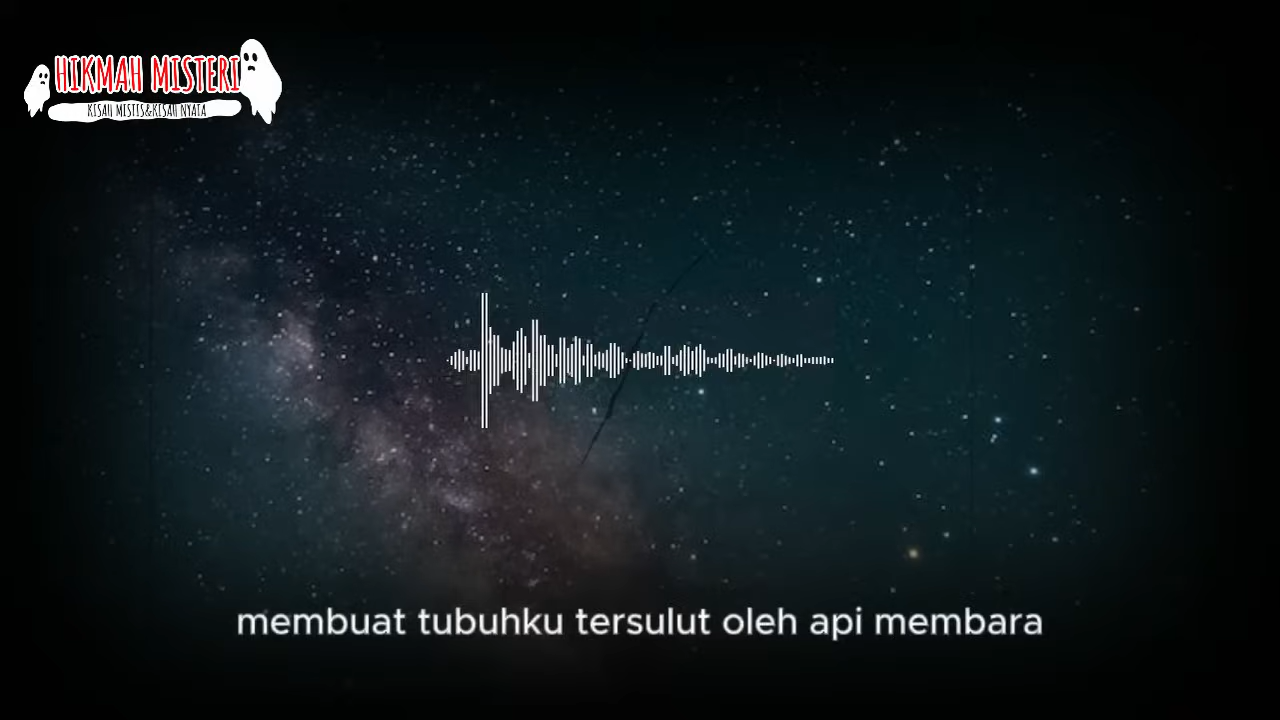 HIKMAH MISTERI
KISAH MISTIS&KISAH NYATA
membuat tubuhku tersulut oleh api membara